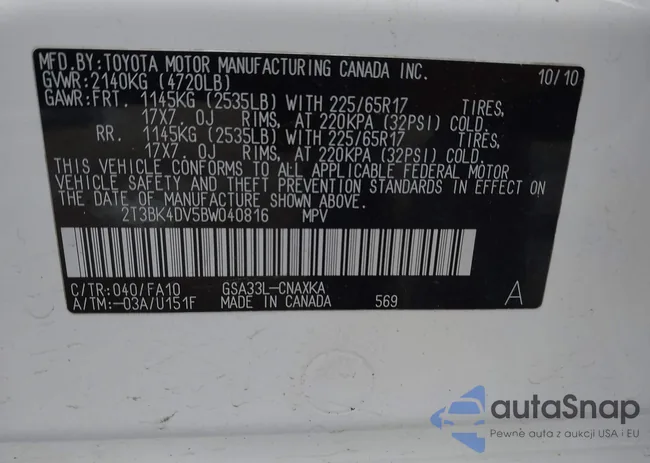 MFD.BY:TOYOTA MOTOR MANUFACTURING CANADA INC. 10/10
GVWR:2140KG (4720LB)
GAWR:FRT. 1145KG (2535LB) WITH 225/65R17 TIRES,
17X7.0J RIMS, AT 220KPA (32PSI) COLD.
RR. 1145KG (2535LB) WITH 225/65R17 TIRES,
17X7.0J RIMS, AT 220KPA (32PSI) COLD.
THIS VEHICLE CONFORMS TO ALL APPLICABLE FEDERAL MOTOR
VEHICLE SAFETY AND THEFT PREVENTION STANDARDS IN EFFECT ON
THE DATE OF MANUFACTURE SHOWN ABOVE.
2T3BK4DV5BW040816 MPV
C/TR:040/FA10 GSA33L-CNAXKA
A/TM:-03A/U151F MADE IN CANADA 569 A
autaSnap
Pewne auta z aukcji USA i EU